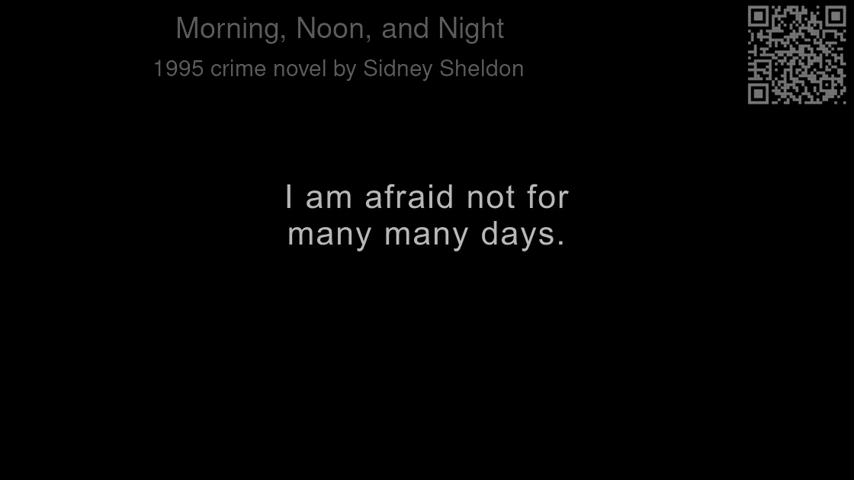 Morning, Noon, and Night
1995 crime novel by Sidney Sheldon
I am afraid not for
many many days.